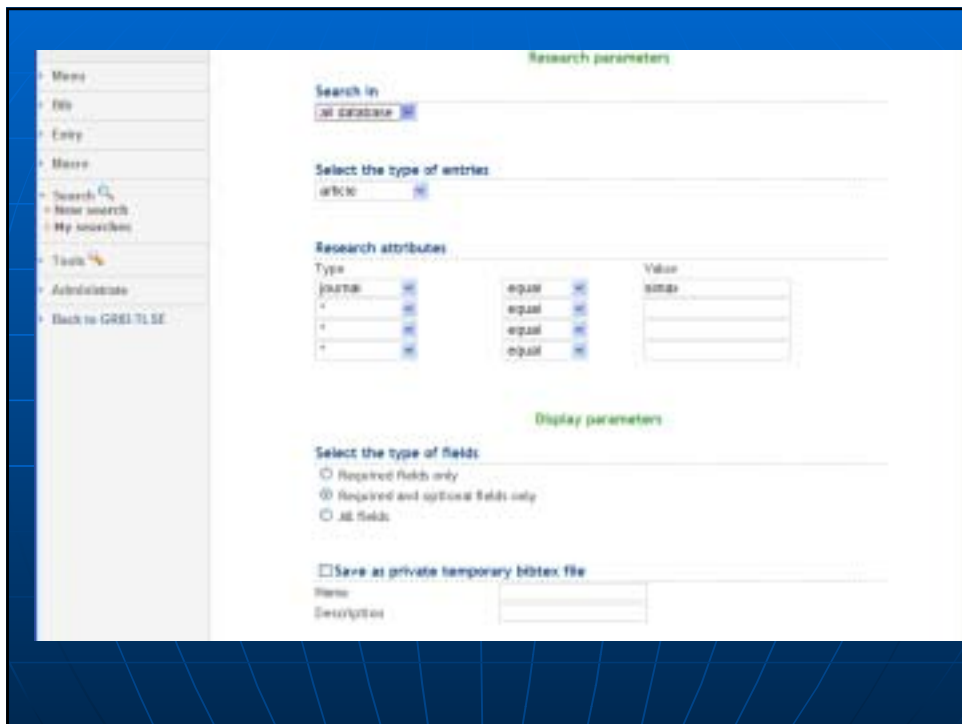 Menu
Bib
Entry
Macro
Search
New search
My searches
Tools
Administrate
Back to GRID TLSE
Research parameters
Search in
all database
Select the type of entries
article
Research attributes
Type Value
journal equal simax
* equal
* equal
* equal
Display parameters
Select the type of fields
Required fields only
Required and optional fields only
All fields
Save as private temporary bibtex file
Name
Description